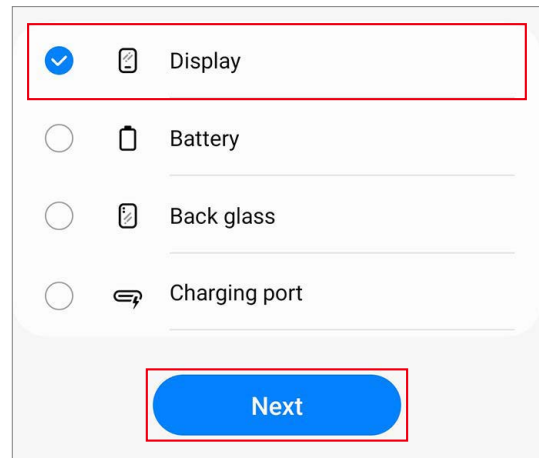 Display
Battery
Back glass
Charging port
Next